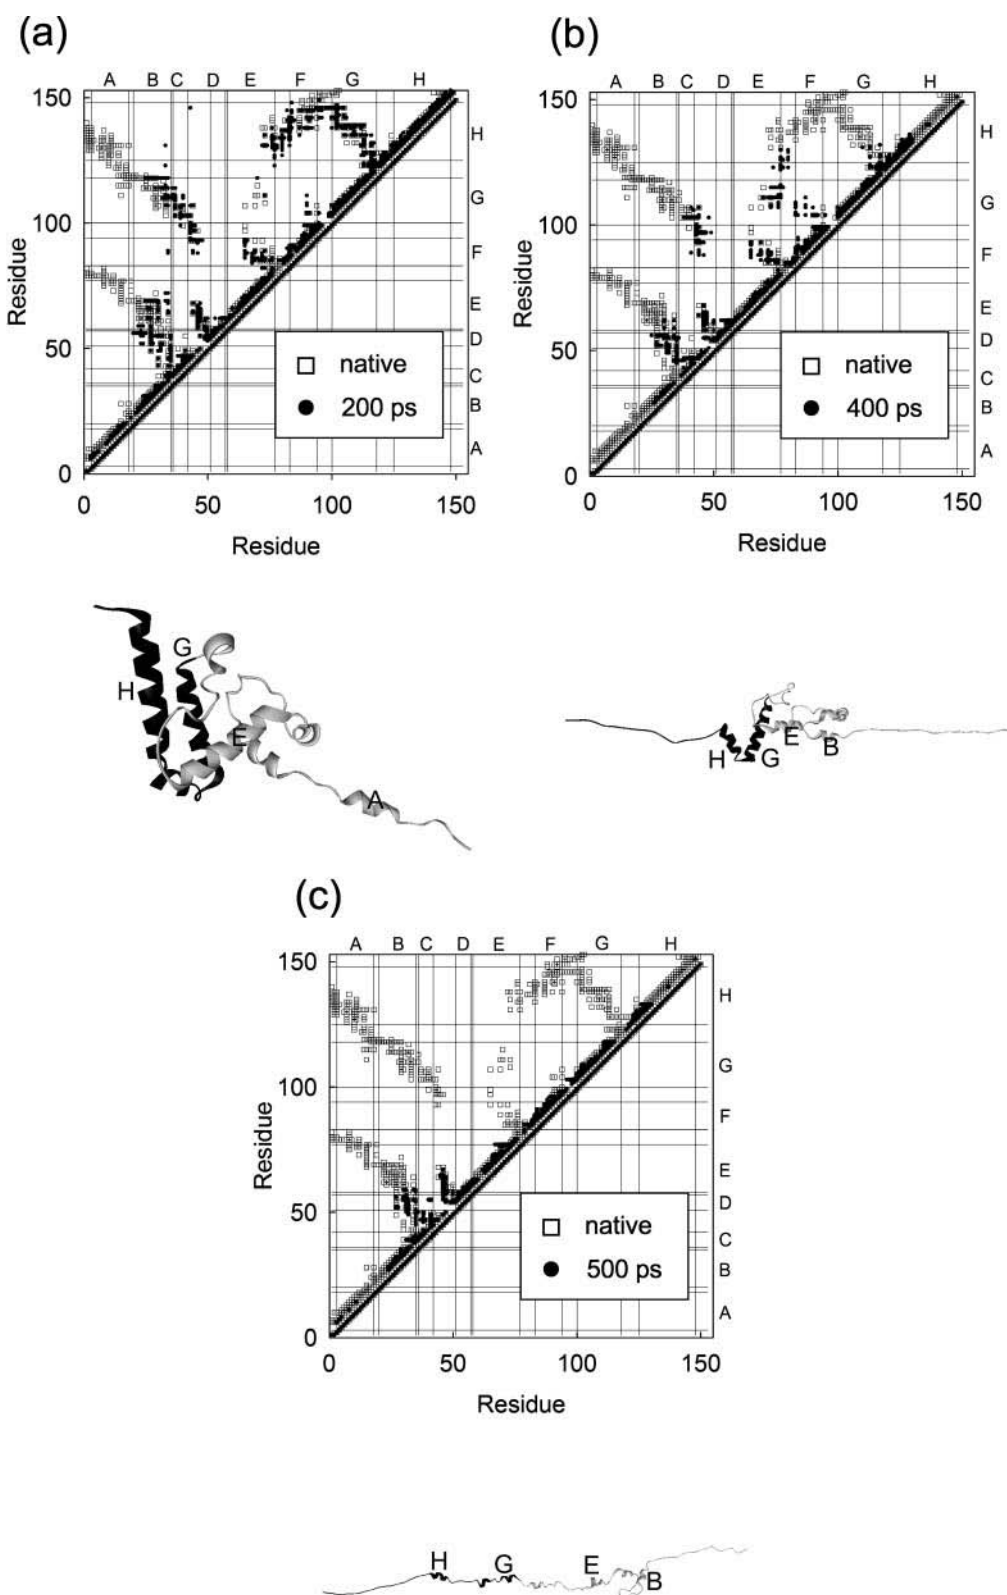 (a)
A B C D E F G H
150
100
50
0
H
G
F
E
D
C
B
A
Residue
native
200 ps
0 50 100 150
Residue
(b)
A B C D E F G H
150
100
50
0
H
G
F
E
D
C
B
A
Residue
native
400 ps
0 50 100 150
Residue
G
H
E
A
H G E B
(c)
A B C D E F G H
150
100
50
0
H
G
F
E
D
C
B
A
Residue
native
500 ps
0 50 100 150
Residue
H G E B